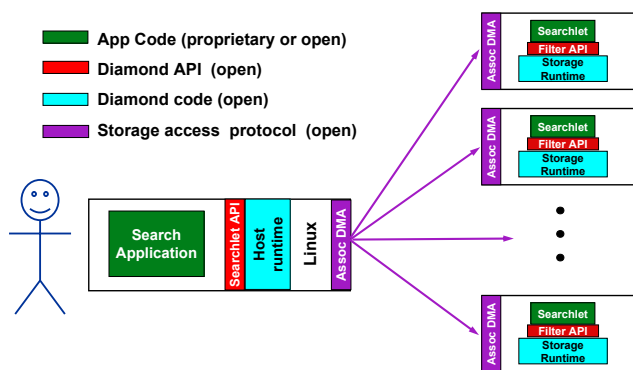 App Code (proprietary or open)
Diamond API (open)
Diamond code (open)
Storage access protocol (open)
Search
Application
Searchlet API
Host
runtime
Linux
Assoc DMA
Assoc DMA
Searchlet
Filter API
Storage
Runtime
Assoc DMA
Searchlet
Filter API
Storage
Runtime
Assoc DMA
Searchlet
Filter API
Storage
Runtime